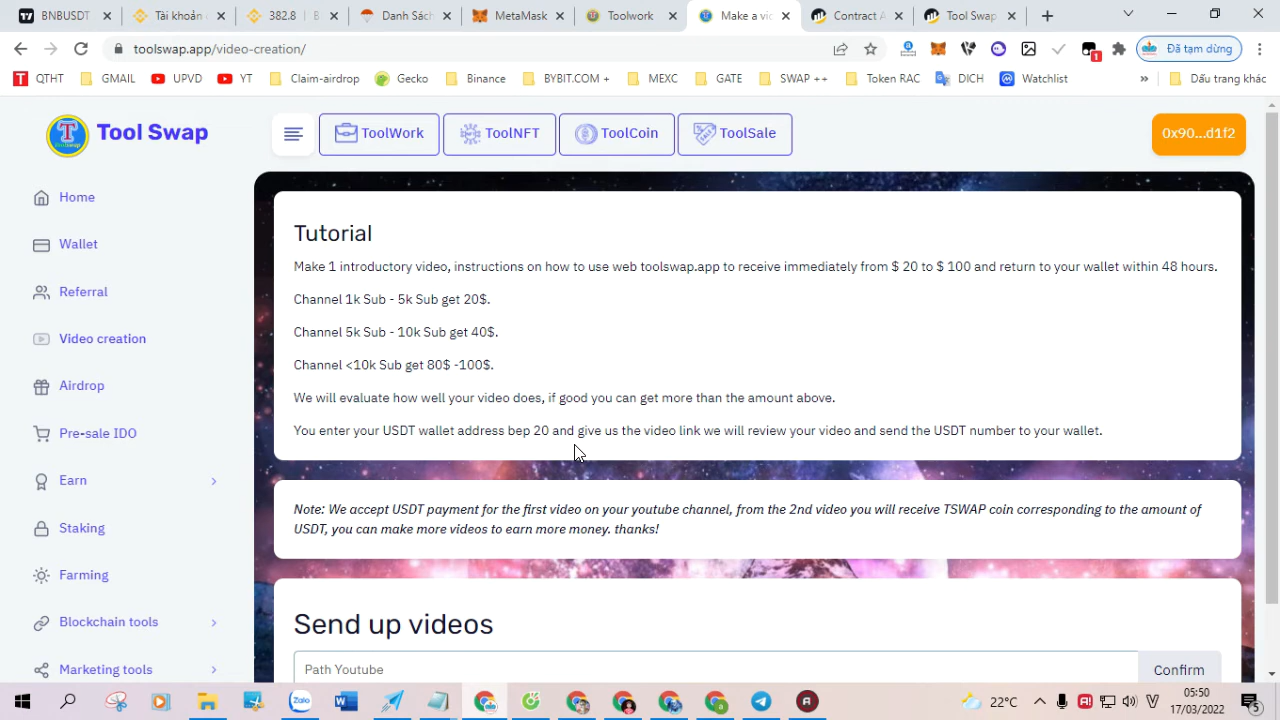 BNBUSDT
Tài khoản
382.8 |
Danh Sách
MetaMask
Toolwork
Make a vi
Contract A
Tool Swap
toolswap.app/video-creation/
1
Đã tạm dừng
QTHT
GMAIL
UPVD
YT
Claim-airdrop
Gecko
Binance
BYBIT.COM +
MEXC
GATE
SWAP ++
Token RAC
DICH
Watchlist
»
Dấu trang khác
Tool Swap
ToolWork
ToolNFT
ToolCoin
ToolSale
0x90...d1f2
Home
Wallet
Referral
Video creation
Airdrop
Pre-sale IDO
Earn
Staking
Farming
Blockchain tools
Marketing tools
Tutorial
Make 1 introductory video, instructions on how to use web toolswap.app to receive immediately from $ 20 to $ 100 and return to your wallet within 48 hours.
Channel 1k Sub - 5k Sub get 20$.
Channel 5k Sub - 10k Sub get 40$.
Channel <10k Sub get 80$ -100$.
We will evaluate how well your video does, if good you can get more than the amount above.
You enter your USDT wallet address bep 20 and give us the video link we will review your video and send the USDT number to your wallet.
Note: We accept USDT payment for the first video on your youtube channel, from the 2nd video you will receive TSWAP coin corresponding to the amount of
USDT, you can make more videos to earn more money. thanks!
Send up videos
Path Youtube
Confirm
Zalo
22°C
05:50
17/03/2022
5